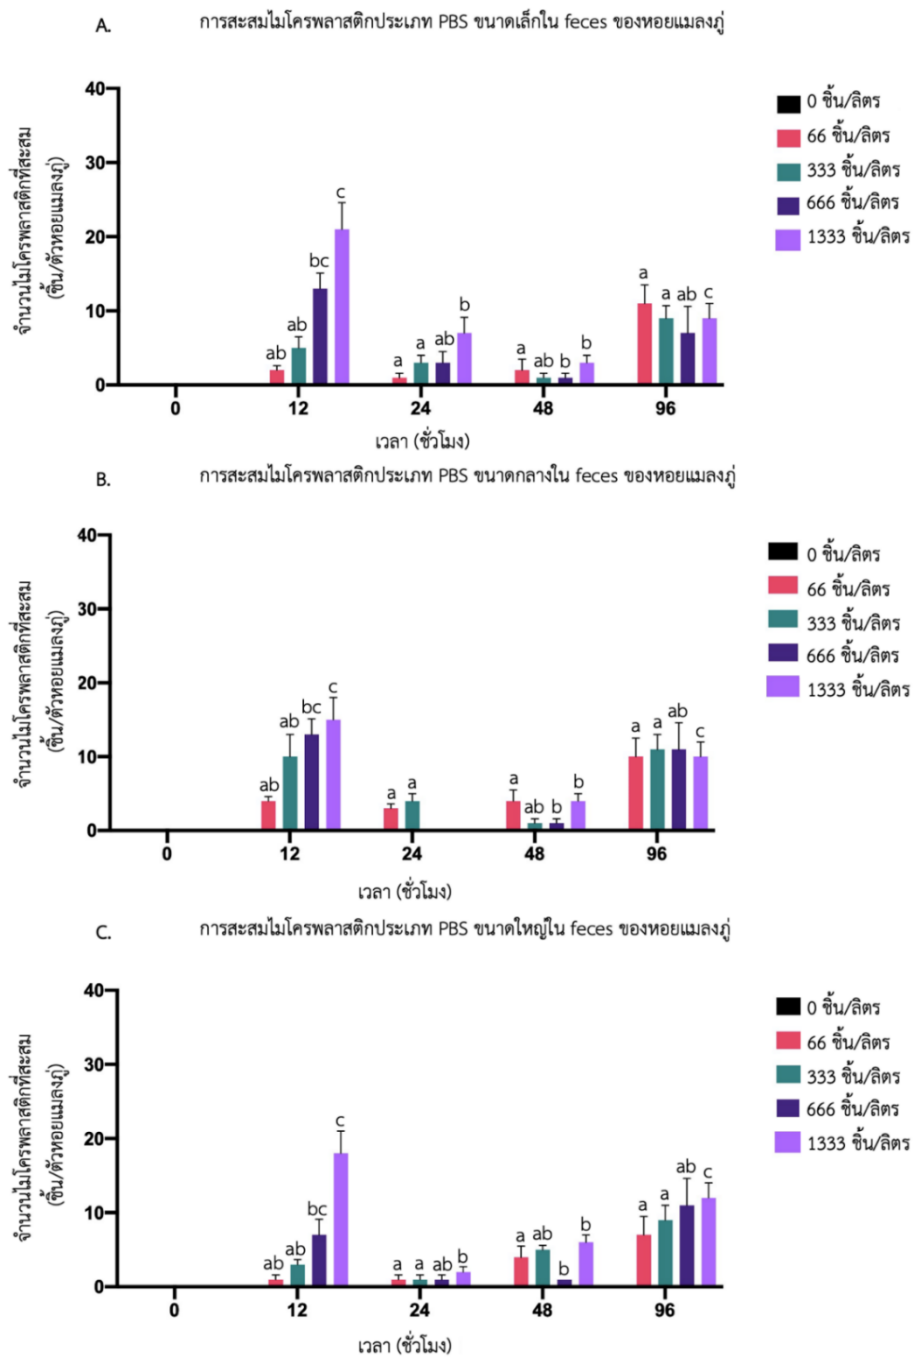 A.
การสะสมไมโครพลาสติกประเภท PBS ขนาดเล็กใน feces ของหอยแมลงภู่
จำนวนไมโครพลาสติกที่สะสม
(ชิ้น/ตัวหอยแมลงภู่)
40
30
20
10
0
ab ab bc c
a a ab b
a ab b b
a a ab c
0 12 24 48 96
เวลา (ชั่วโมง)
0 ชิ้น/ลิตร
66 ชิ้น/ลิตร
333 ชิ้น/ลิตร
666 ชิ้น/ลิตร
1333 ชิ้น/ลิตร
B.
การสะสมไมโครพลาสติกประเภท PBS ขนาดกลางใน feces ของหอยแมลงภู่
จำนวนไมโครพลาสติกที่สะสม
(ชิ้น/ตัวหอยแมลงภู่)
40
30
20
10
0
ab ab bc c
a a
a ab b b
a a ab c
0 12 24 48 96
เวลา (ชั่วโมง)
0 ชิ้น/ลิตร
66 ชิ้น/ลิตร
333 ชิ้น/ลิตร
666 ชิ้น/ลิตร
1333 ชิ้น/ลิตร
C.
การสะสมไมโครพลาสติกประเภท PBS ขนาดใหญ่ใน feces ของหอยแมลงภู่
จำนวนไมโครพลาสติกที่สะสม
(ชิ้น/ตัวหอยแมลงภู่)
40
30
20
10
0
ab ab bc c
a a ab b
a ab b b
a a ab c
0 12 24 48 96
เวลา (ชั่วโมง)
0 ชิ้น/ลิตร
66 ชิ้น/ลิตร
333 ชิ้น/ลิตร
666 ชิ้น/ลิตร
1333 ชิ้น/ลิตร